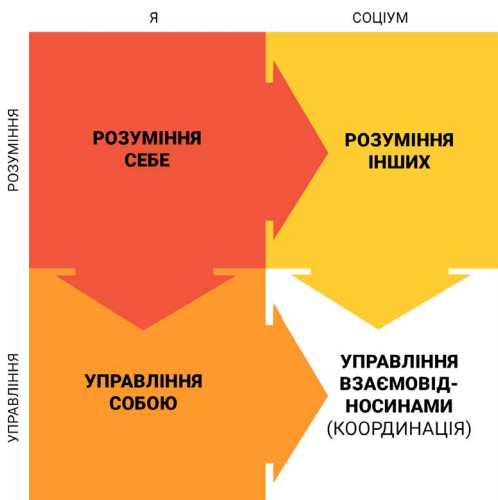 Я
СОЦІУМ
РОЗУМІННЯ
РОЗУМІННЯ
СЕБЕ
РОЗУМІННЯ
ІНШИХ
УПРАВЛІННЯ
УПРАВЛІННЯ
СОБОЮ
УПРАВЛІННЯ
ВЗАЄМОВІД-
НОСИНАМИ
(КООРДИНАЦІЯ)